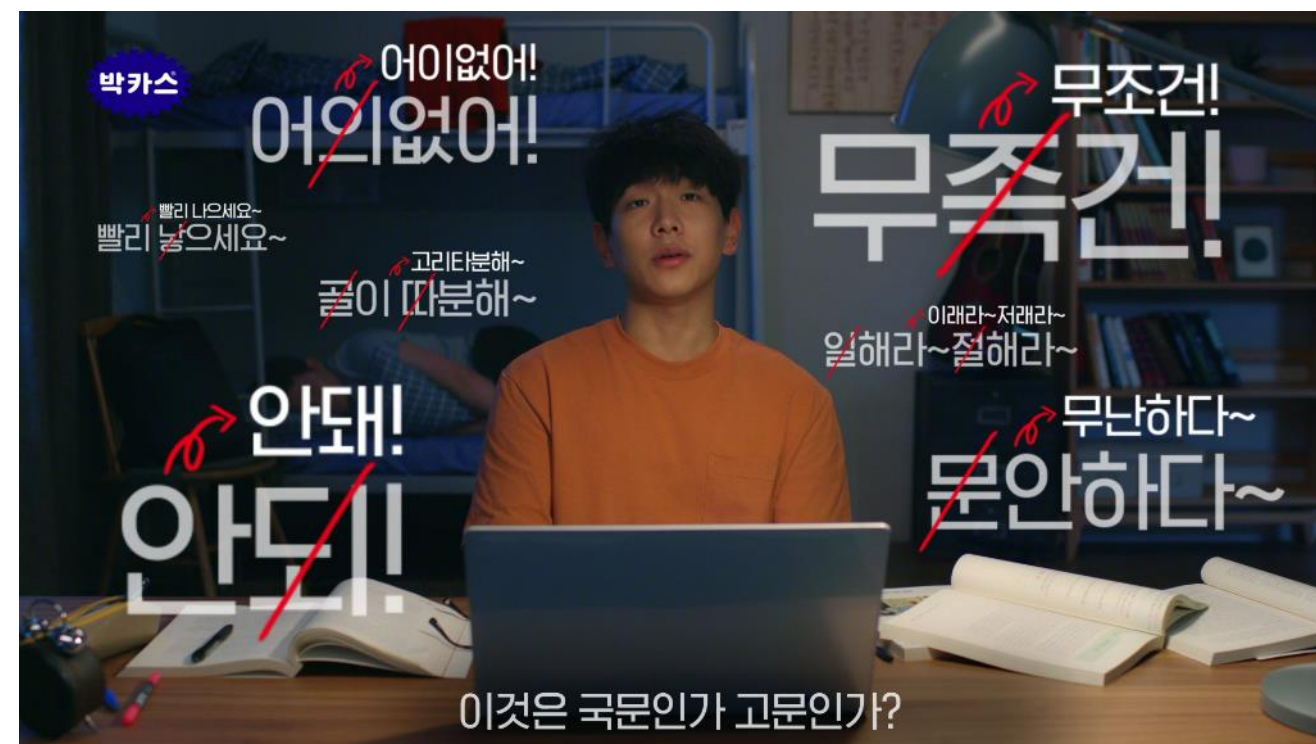 박카스
어이없어!
어의없어!
무조건!
무족건!
빨리 나으세요~
빨리 낳으세요~
고리타분해~
골이 따분해~
이래라~저래라~
일해라~절해라~
안돼!
안되!
무난하다~
문안하다~
이것은 국문인가 고문인가?